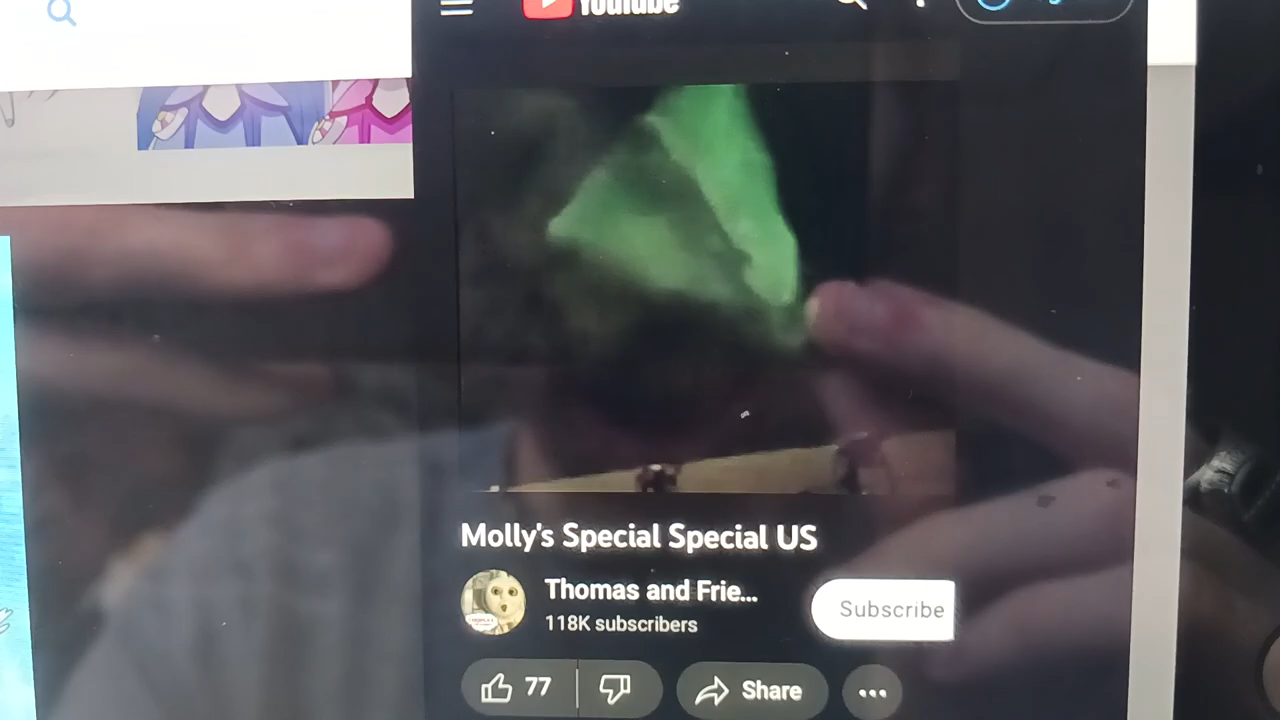 YouTube
Molly's Special Special US
Thomas and Frie...
118K subscribers
Subscribe
77
Share